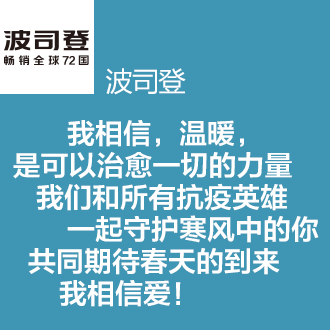 波司登
畅销全球72国
波司登
我相信，温暖，
是可以治愈一切的力量
我们和所有抗疫英雄
一起守护寒风中的你
共同期待春天的到来
我相信爱！